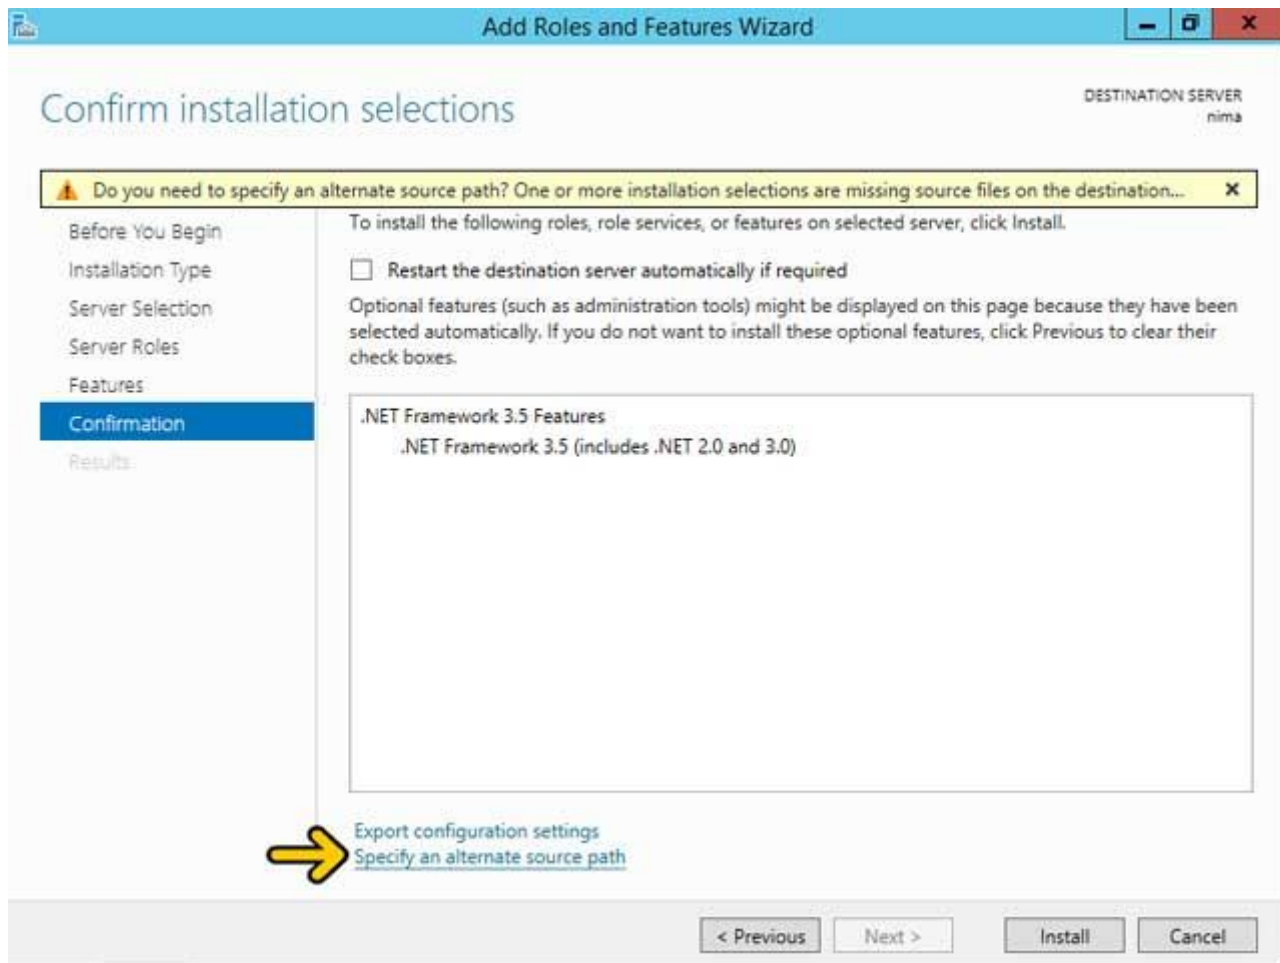 Add Roles and Features Wizard
Confirm installation selections
DESTINATION SERVER
nima
Do you need to specify an alternate source path? One or more installation selections are missing source files on the destination...
Before You Begin
Installation Type
Server Selection
Server Roles
Features
Confirmation
Results
To install the following roles, role services, or features on selected server, click Install.
Restart the destination server automatically if required
Optional features (such as administration tools) might be displayed on this page because they have been
selected automatically. If you do not want to install these optional features, click Previous to clear their
check boxes.
.NET Framework 3.5 Features
.NET Framework 3.5 (includes .NET 2.0 and 3.0)
Export configuration settings
Specify an alternate source path
< Previous
Next >
Install
Cancel